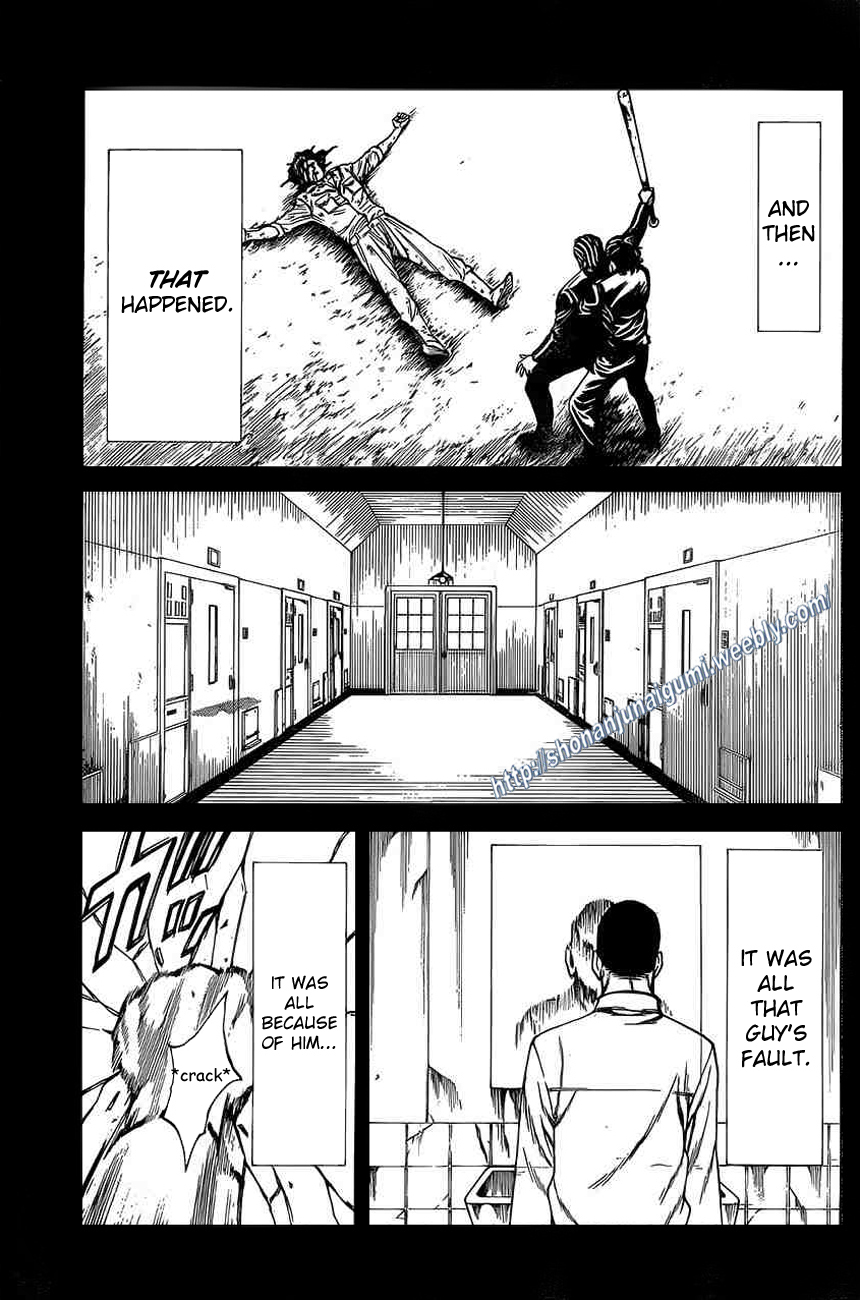 AND
THEN
...
THAT
HAPPENED.
http://shonanjunaigumi.weebly.com/
IT WAS
ALL
THAT
GUY'S
FAULT.
IT WAS
ALL
BECAUSE
OF HIM...
*crack*